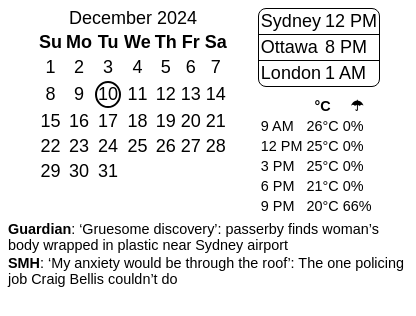 December 2024
Su Mo Tu We Th Fr Sa
1 2 3 4 5 6 7
8 9 10 11 12 13 14
15 16 17 18 19 20 21
22 23 24 25 26 27 28
29 30 31
Sydney 12 PM
Ottawa 8 PM
London 1 AM
°C ☂
9 AM 26°C 0%
12 PM 25°C 0%
3 PM 25°C 0%
6 PM 21°C 0%
9 PM 20°C 66%
Guardian: ‘Gruesome discovery’: passerby finds woman’s
body wrapped in plastic near Sydney airport
SMH: ‘My anxiety would be through the roof’: The one policing
job Craig Bellis couldn’t do